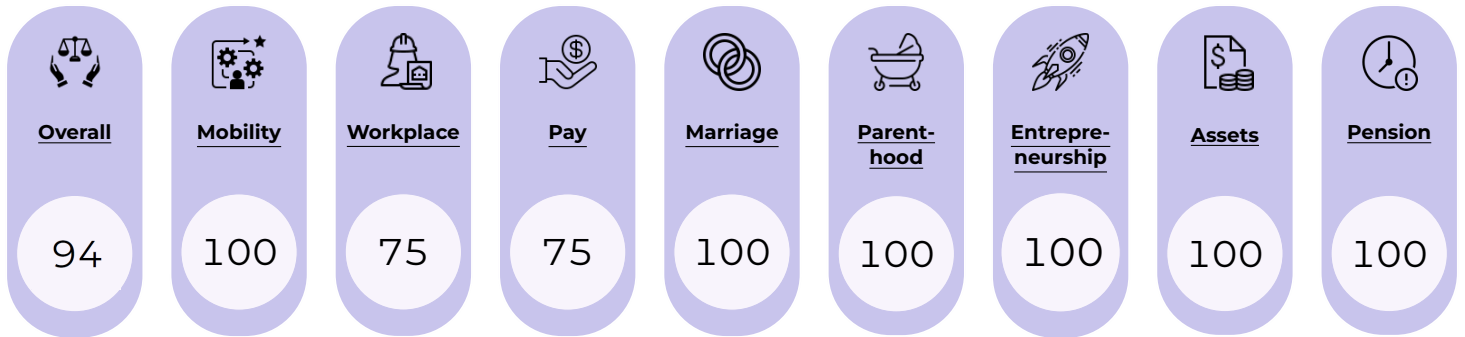 Overall
94
Mobility
100
Workplace
75
Pay
75
Marriage
100
Parent-
hood
100
Entrepre-
neurship
100
$
Assets
100
Pension
100